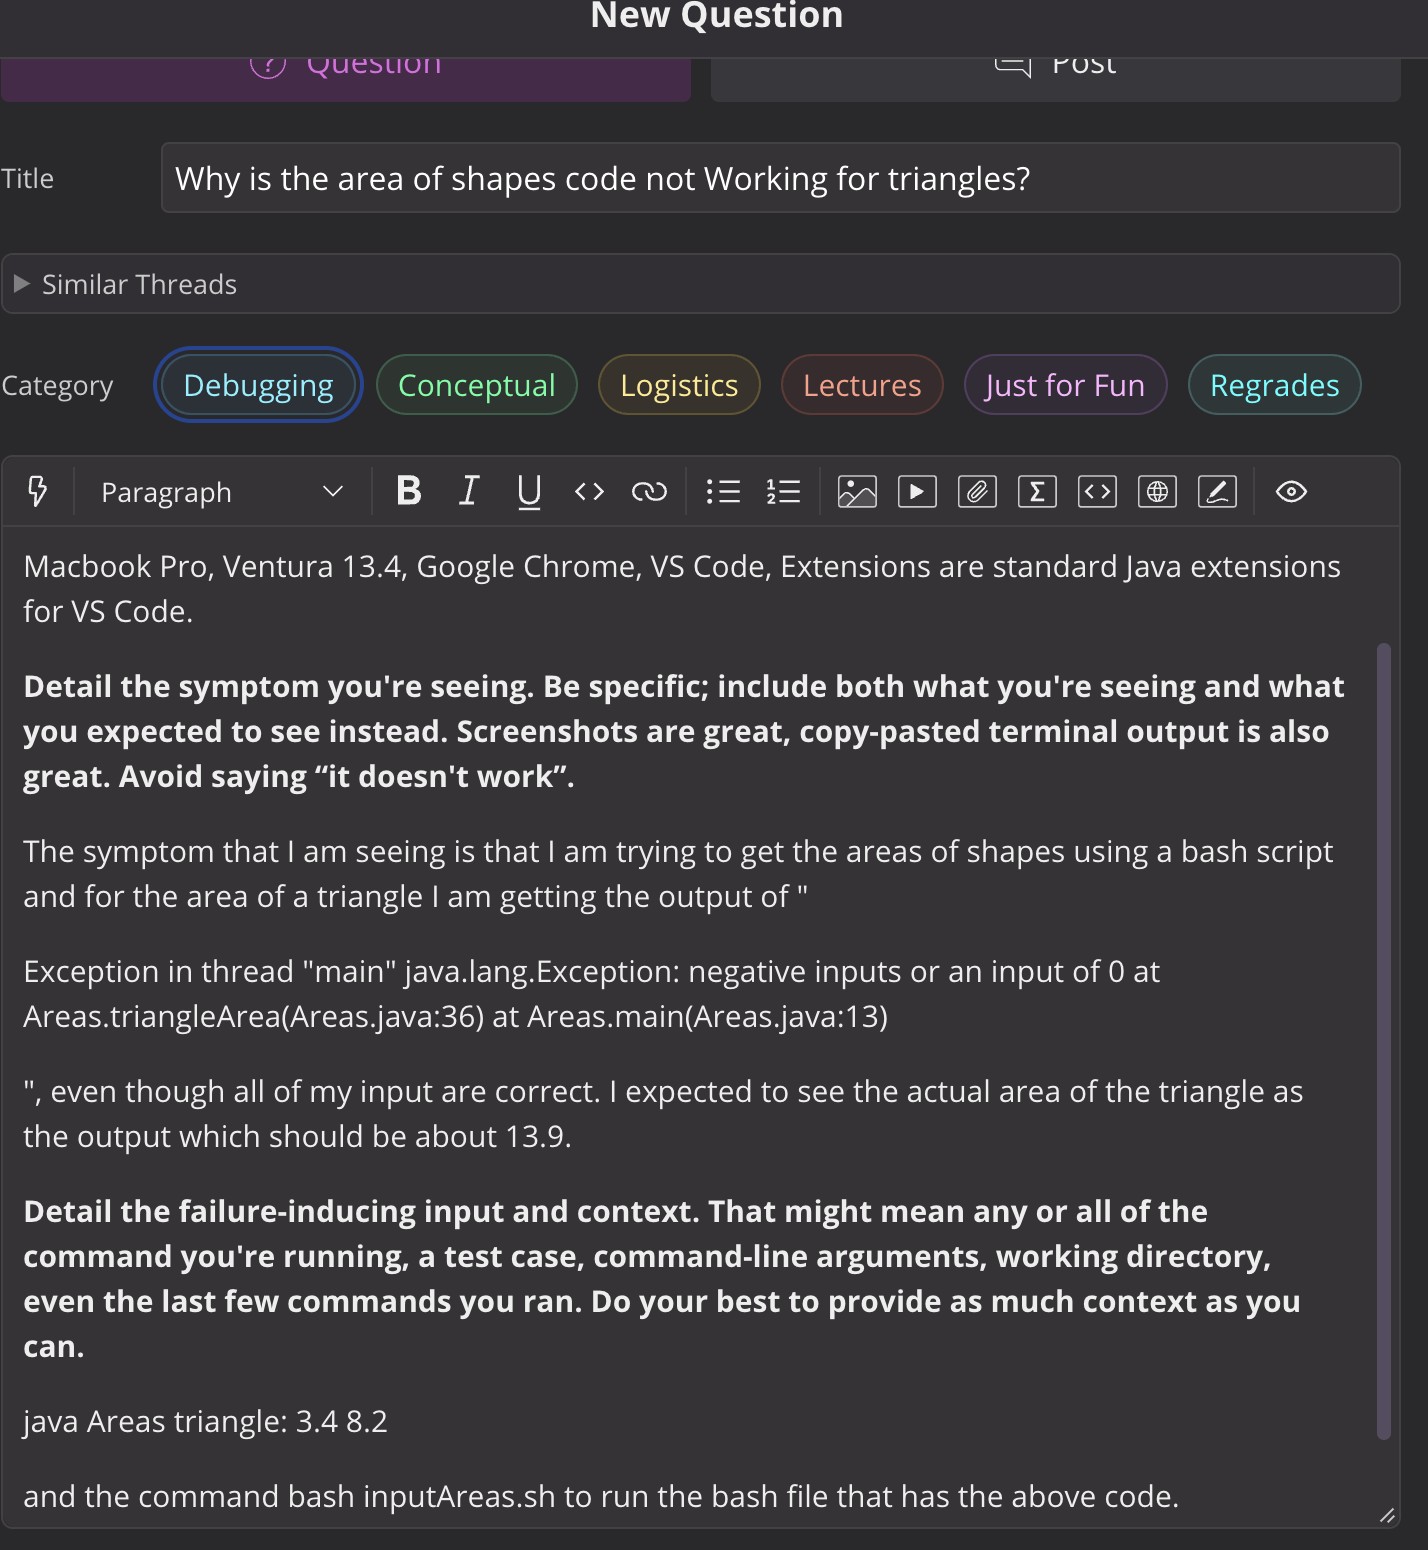 New Question
Question
Post
Title
Why is the area of shapes code not Working for triangles?
Similar Threads
Category
Debugging
Conceptual
Logistics
Lectures
Just for Fun
Regrades
Paragraph
Macbook Pro, Ventura 13.4, Google Chrome, VS Code, Extensions are standard Java extensions
for VS Code.
Detail the symptom you're seeing. Be specific; include both what you're seeing and what
you expected to see instead. Screenshots are great, copy-pasted terminal output is also
great. Avoid saying “it doesn't work”.
The symptom that I am seeing is that I am trying to get the areas of shapes using a bash script
and for the area of a triangle I am getting the output of "
Exception in thread "main" java.lang.Exception: negative inputs or an input of 0 at
Areas.triangleArea(Areas.java:36) at Areas.main(Areas.java:13)
", even though all of my input are correct. I expected to see the actual area of the triangle as
the output which should be about 13.9.
Detail the failure-inducing input and context. That might mean any or all of the
command you're running, a test case, command-line arguments, working directory,
even the last few commands you ran. Do your best to provide as much context as you
can.
java Areas triangle: 3.4 8.2
and the command bash inputAreas.sh to run the bash file that has the above code.